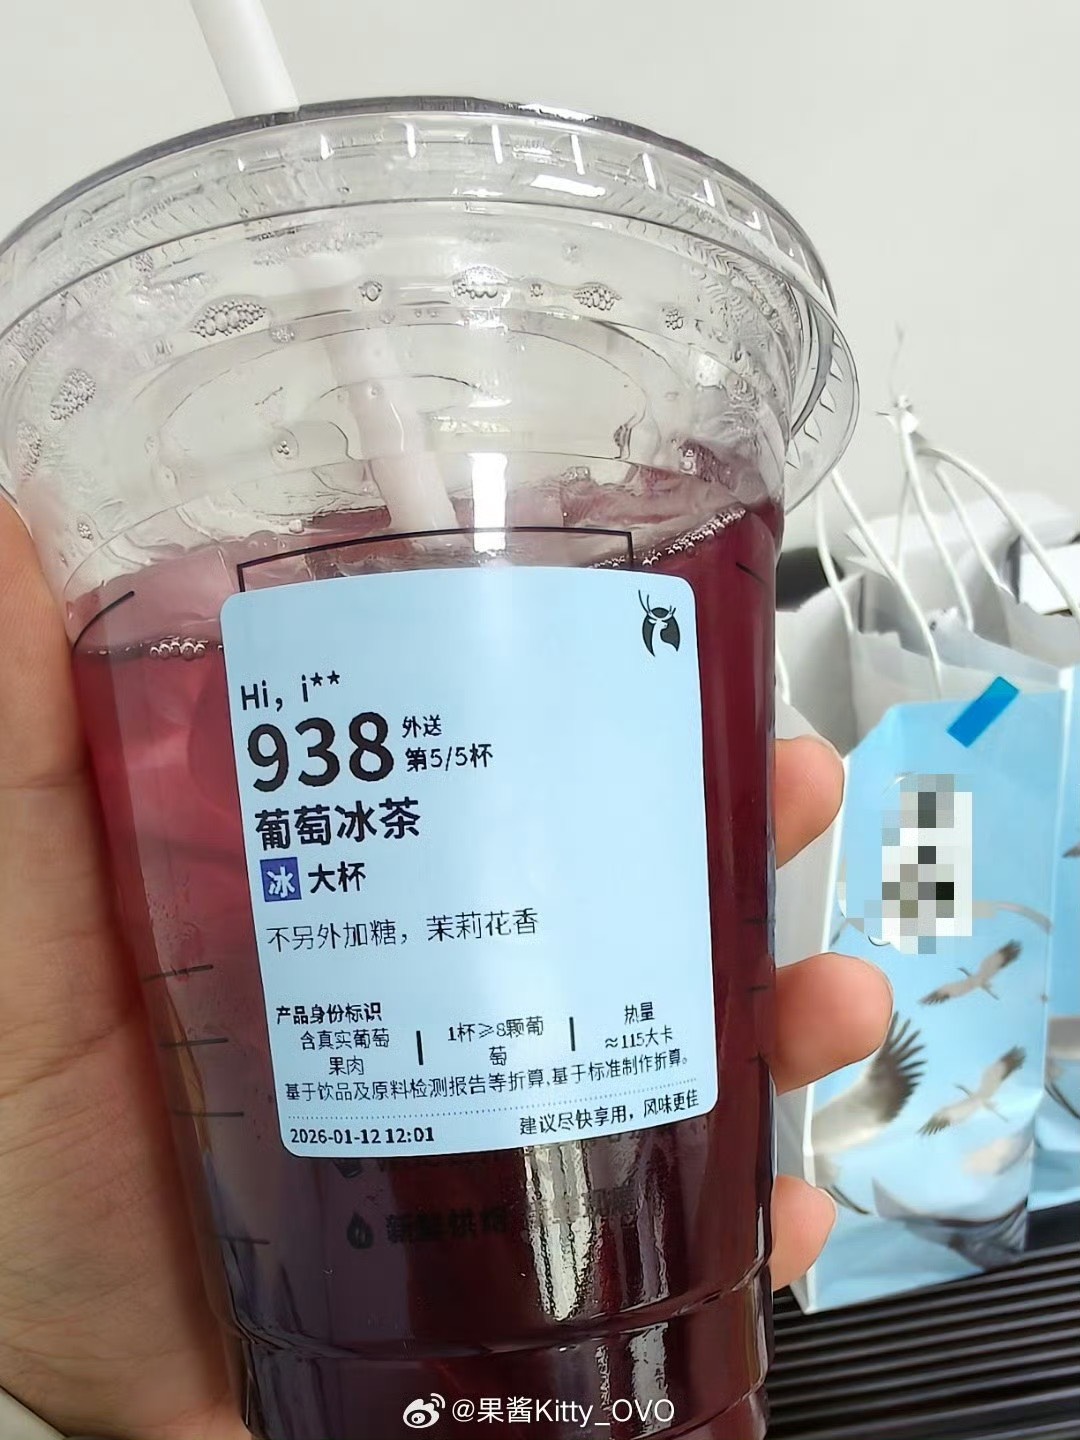 Hi, i**
938 外送
第5/5杯
葡萄冰茶
冰 大杯
不另外加糖，茉莉花香
产品身份标识
含真实葡萄果肉 | 1杯≥8颗葡萄 | 热量≈115大卡
基于饮品及原料检测报告等折算,基于标准制作折算。
2026-01-12 12:01 建议尽快享用，风味更佳
@果酱Kitty_OVO